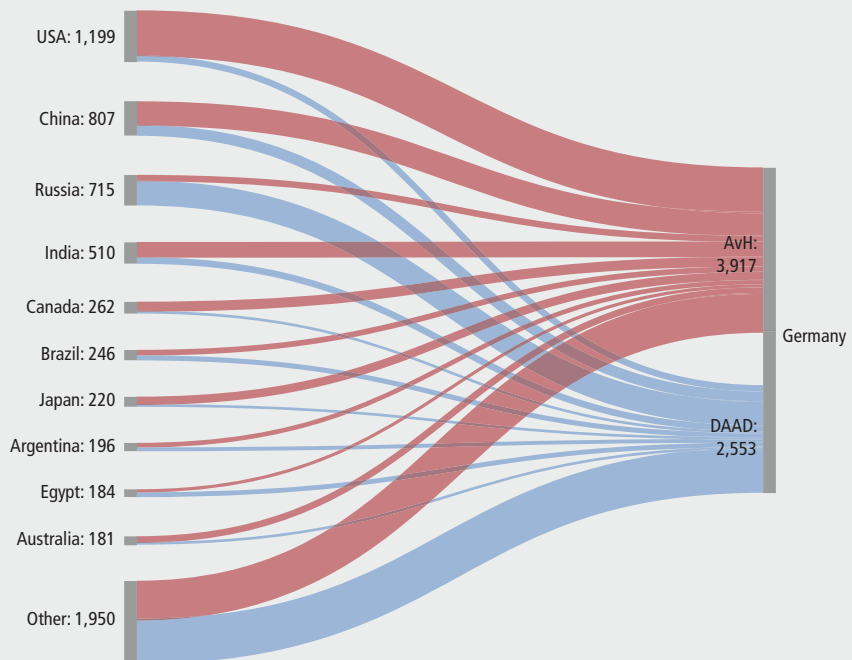 USA: 1,199
China: 807
Russia: 715
India: 510
Canada: 262
Brazil: 246
Japan: 220
Argentina: 196
Egypt: 184
Australia: 181
Other: 1,950
AvH:
3,917
Germany
DAAD:
2,553